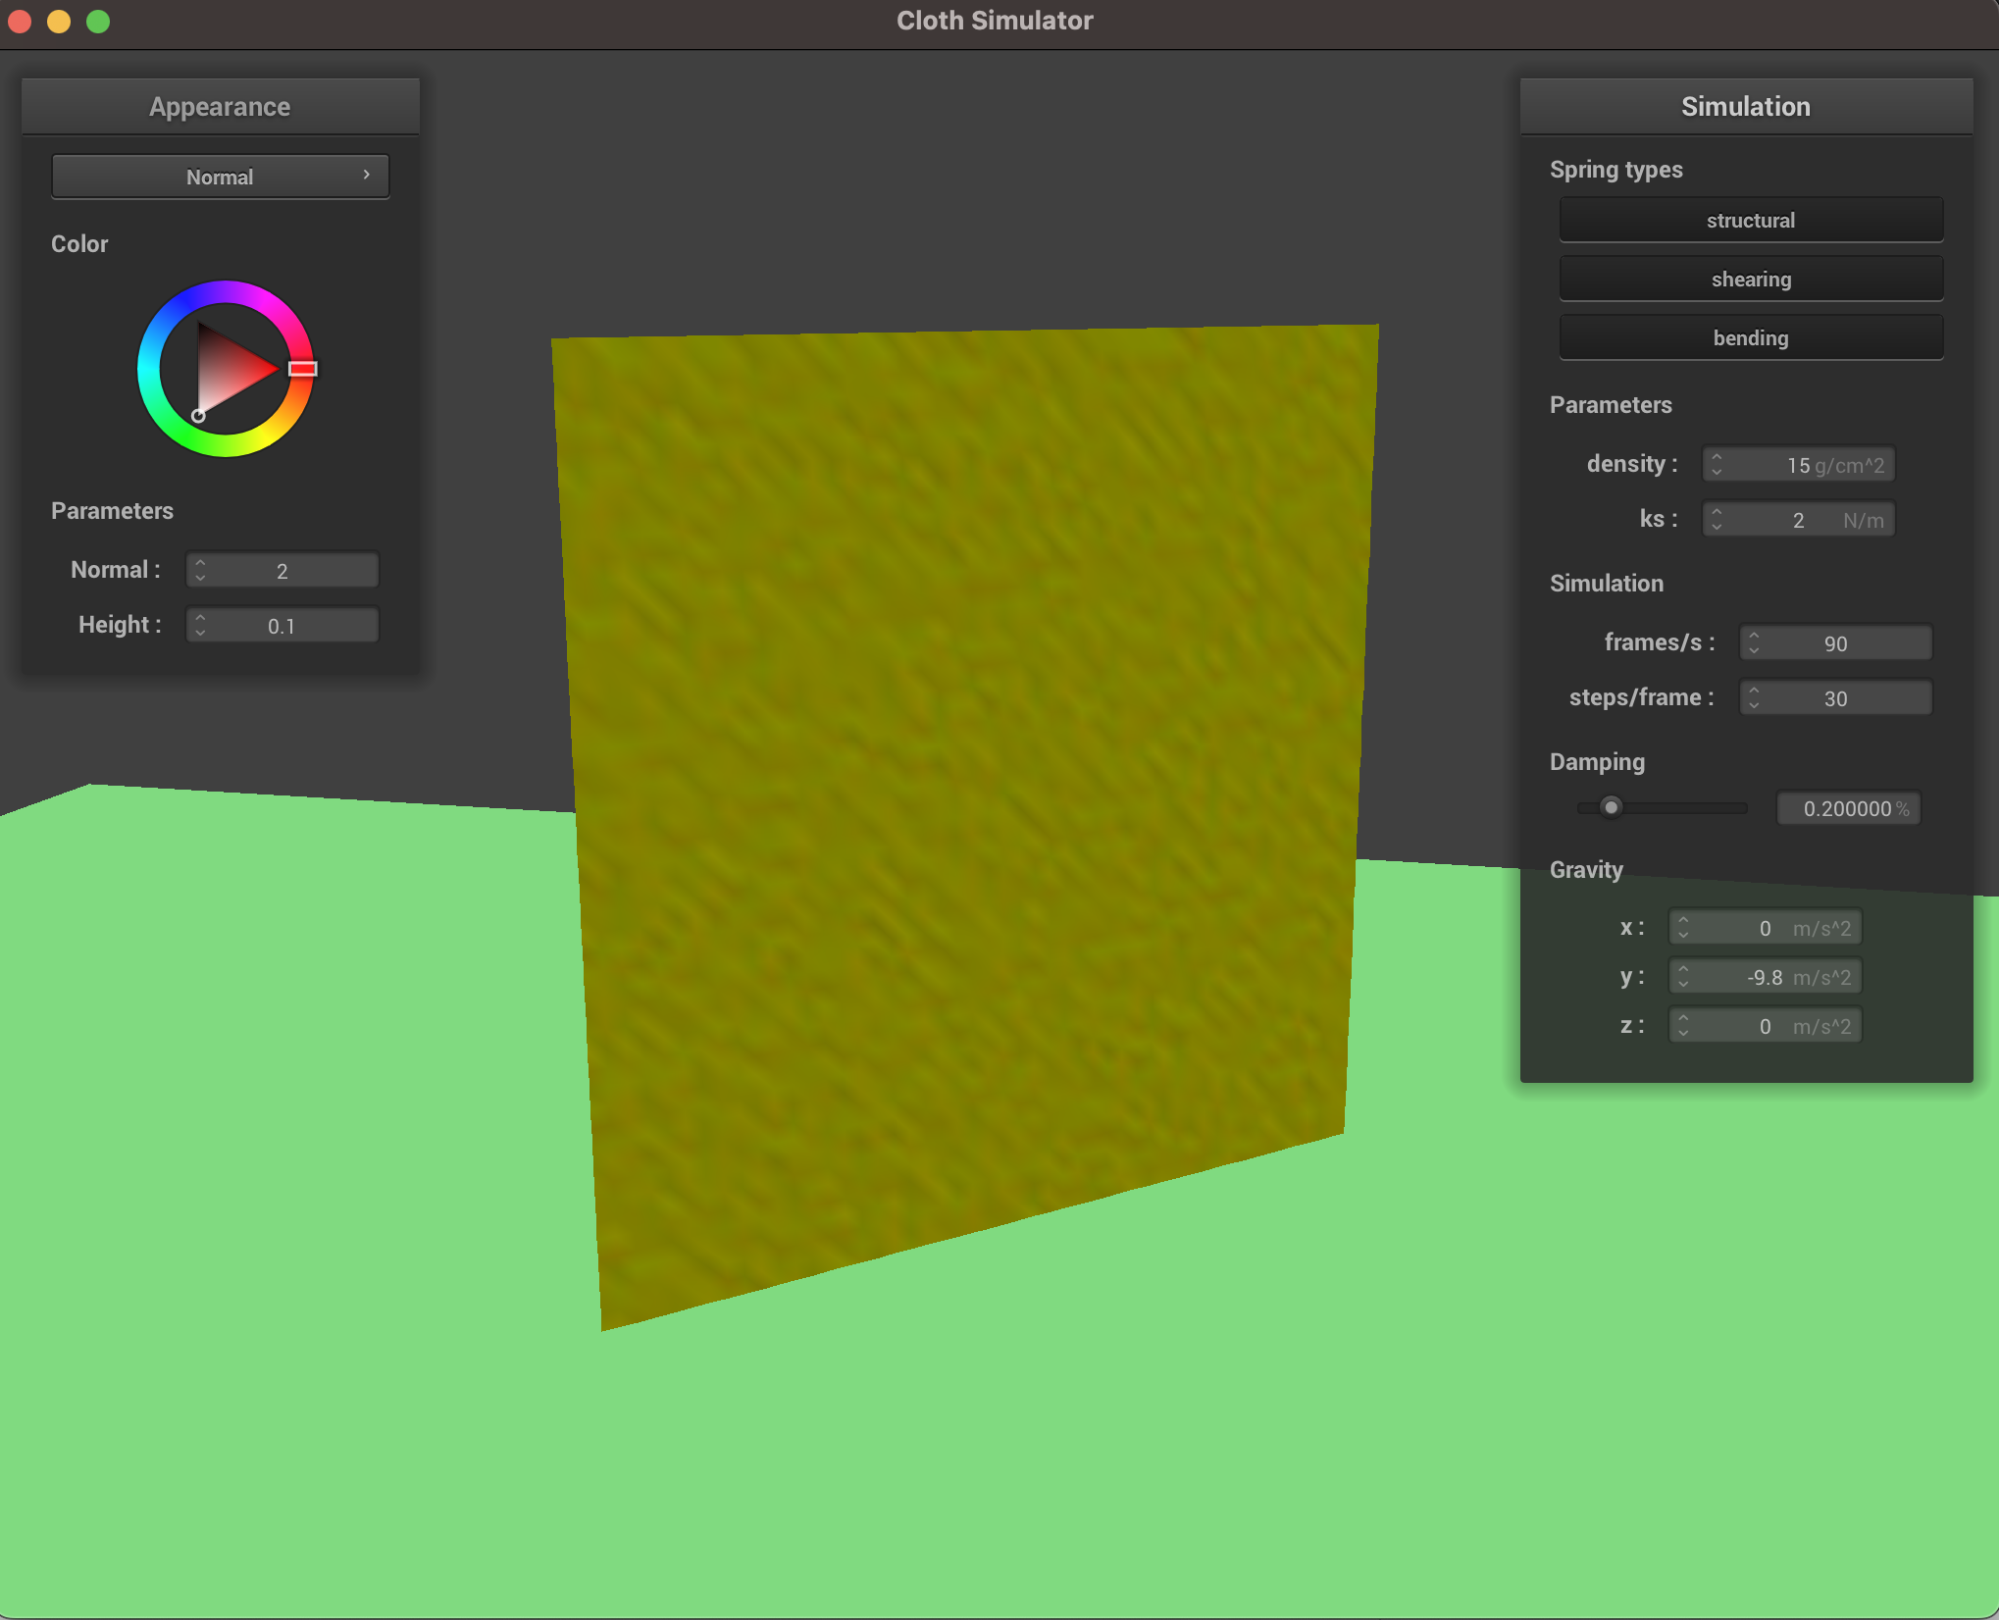 Cloth Simulator
Appearance
Normal
Color
Parameters
Normal : 2
Height : 0.1
Simulation
Spring types
structural
shearing
bending
Parameters
density : 15 g/cm^2
ks : 2 N/m
Simulation
frames/s : 90
steps/frame : 30
Damping
0.200000 %
Gravity
x : 0 m/s^2
y : -9.8 m/s^2
z : 0 m/s^2